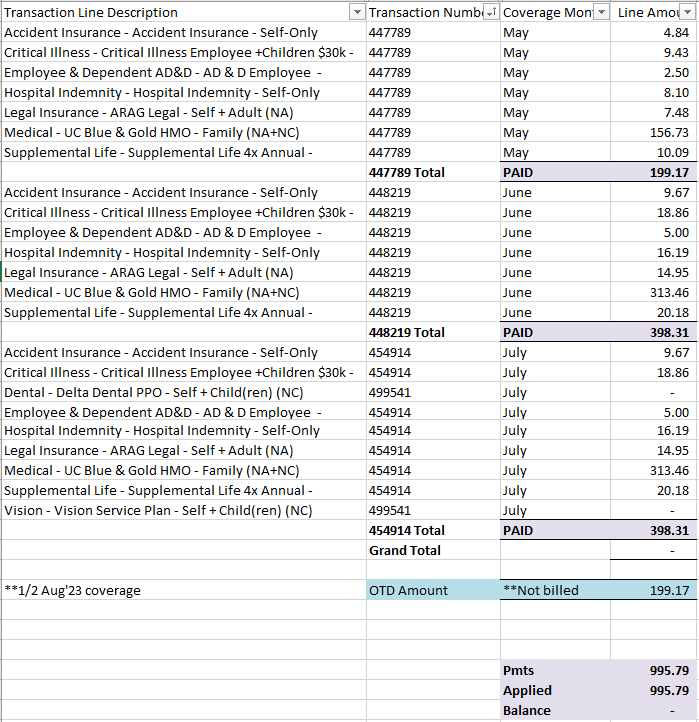 Transaction Line Description Transaction Numb Coverage Mon Line Amou
Accident Insurance - Accident Insurance - Self-Only 447789 May 4.84
Critical Illness - Critical Illness Employee +Children $30k - 447789 May 9.43
Employee & Dependent AD&D - AD & D Employee - 447789 May 2.50
Hospital Indemnity - Hospital Indemnity - Self-Only 447789 May 8.10
Legal Insurance - ARAG Legal - Self + Adult (NA) 447789 May 7.48
Medical - UC Blue & Gold HMO - Family (NA+NC) 447789 May 156.73
Supplemental Life - Supplemental Life 4x Annual - 447789 May 10.09
447789 Total PAID 199.17
Accident Insurance - Accident Insurance - Self-Only 448219 June 9.67
Critical Illness - Critical Illness Employee +Children $30k - 448219 June 18.86
Employee & Dependent AD&D - AD & D Employee - 448219 June 5.00
Hospital Indemnity - Hospital Indemnity - Self-Only 448219 June 16.19
Legal Insurance - ARAG Legal - Self + Adult (NA) 448219 June 14.95
Medical - UC Blue & Gold HMO - Family (NA+NC) 448219 June 313.46
Supplemental Life - Supplemental Life 4x Annual - 448219 June 20.18
448219 Total PAID 398.31
Accident Insurance - Accident Insurance - Self-Only 454914 July 9.67
Critical Illness - Critical Illness Employee +Children $30k - 454914 July 18.86
Dental - Delta Dental PPO - Self + Child(ren) (NC) 499541 July -
Employee & Dependent AD&D - AD & D Employee - 454914 July 5.00
Hospital Indemnity - Hospital Indemnity - Self-Only 454914 July 16.19
Legal Insurance - ARAG Legal - Self + Adult (NA) 454914 July 14.95
Medical - UC Blue & Gold HMO - Family (NA+NC) 454914 July 313.46
Supplemental Life - Supplemental Life 4x Annual - 454914 July 20.18
Vision - Vision Service Plan - Self + Child(ren) (NC) 499541 July -
454914 Total PAID 398.31
Grand Total -
**1/2 Aug'23 coverage OTD Amount **Not billed 199.17
Pmts 995.79
Applied 995.79
Balance -